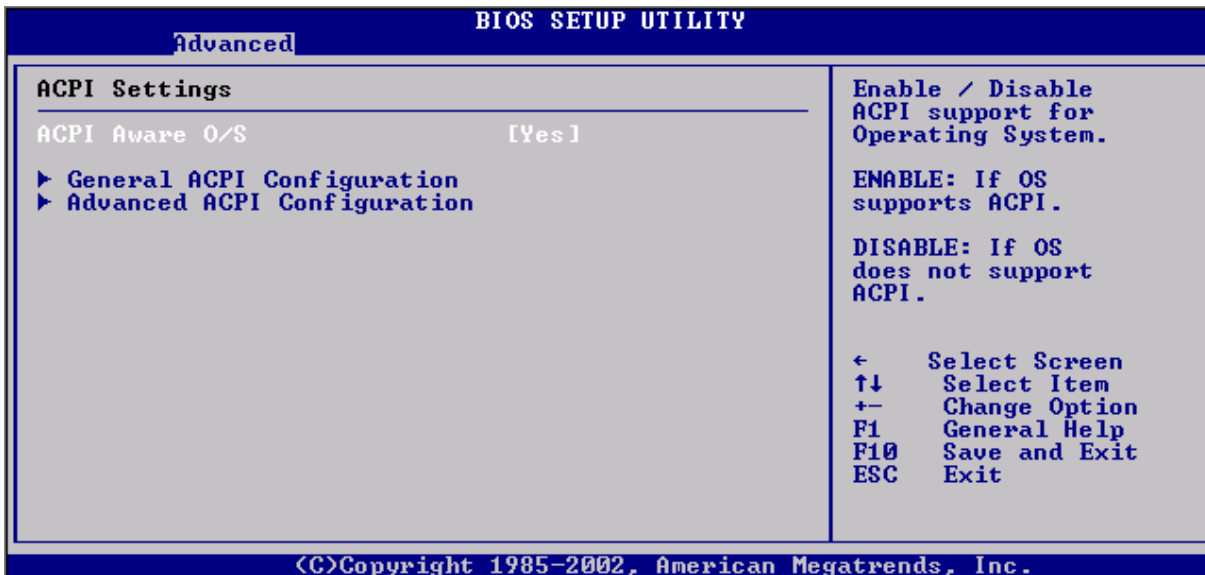 BIOS SETUP UTILITY
Advanced
ACPI Settings
ACPI Aware O/S [Yes]
► General ACPI Configuration
► Advanced ACPI Configuration
Enable / Disable
ACPI support for
Operating System.
ENABLE: If OS
supports ACPI.
DISABLE: If OS
does not support
ACPI.
← Select Screen
↑↓ Select Item
+- Change Option
F1 General Help
F10 Save and Exit
ESC Exit
(C)Copyright 1985-2002, American Megatrends, Inc.